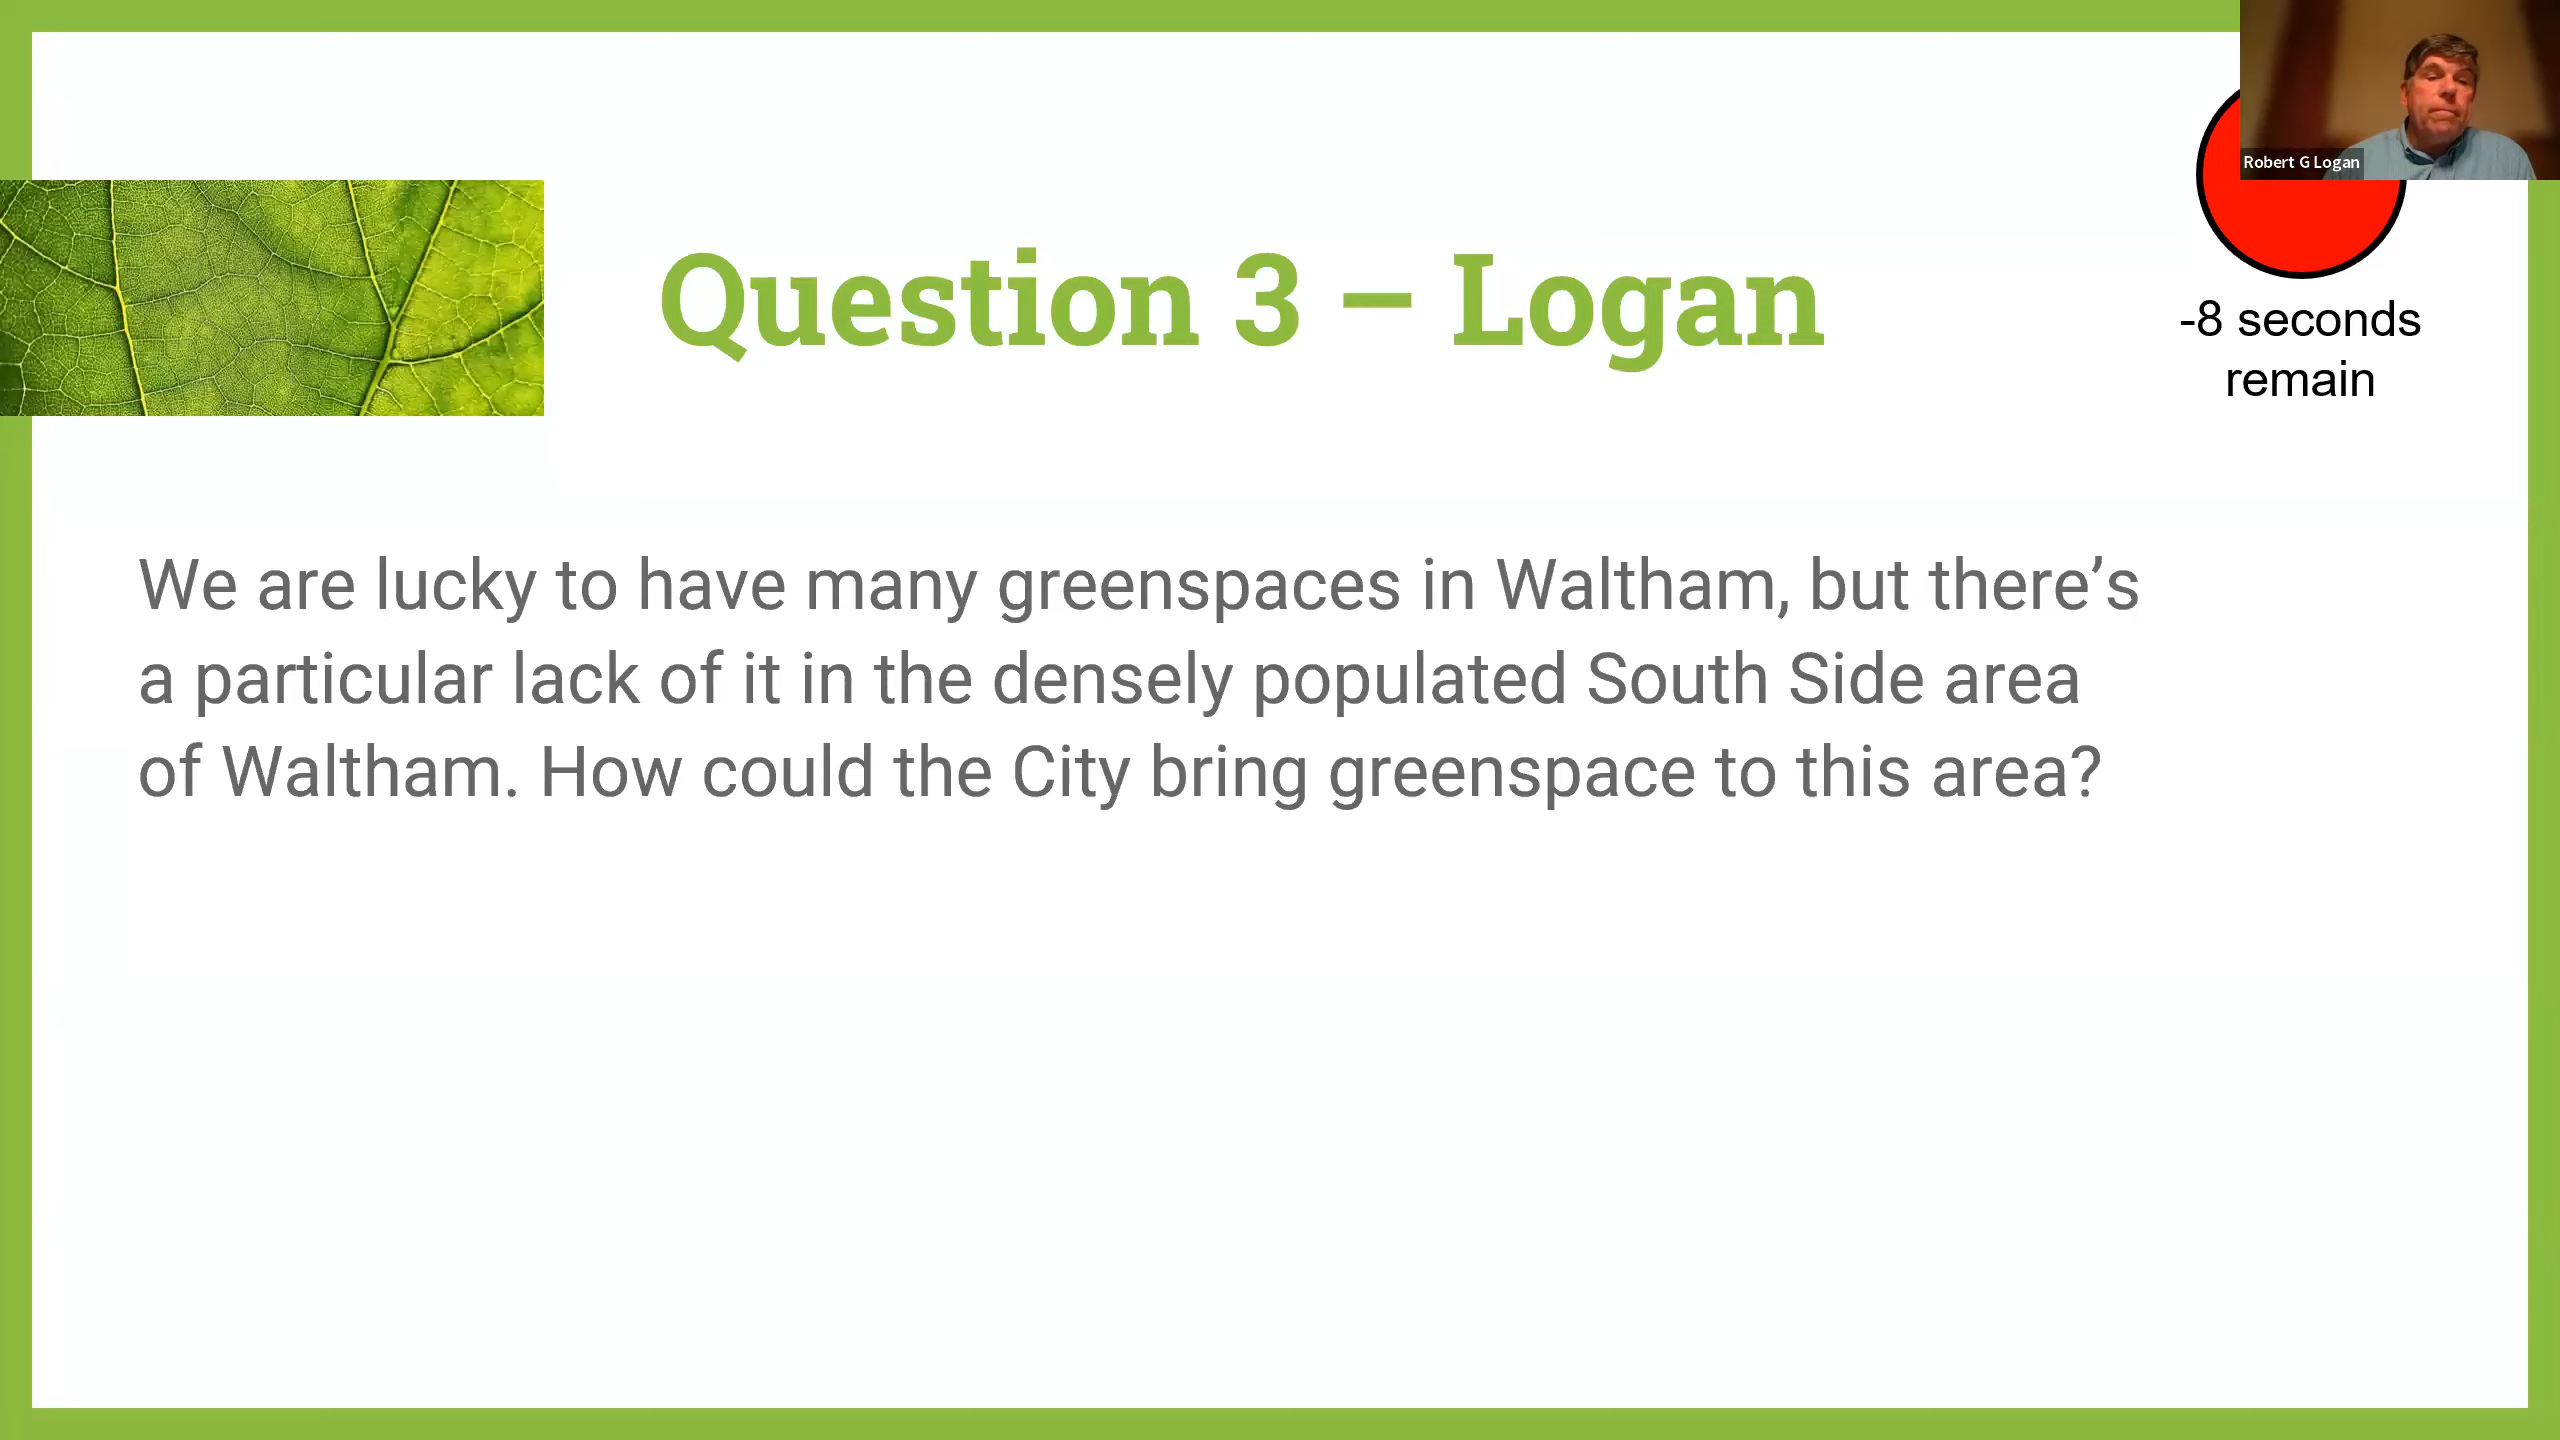 Robert G Logan
Question 3 – Logan
-8 seconds
remain
We are lucky to have many greenspaces in Waltham, but there’s
a particular lack of it in the densely populated South Side area
of Waltham. How could the City bring greenspace to this area?